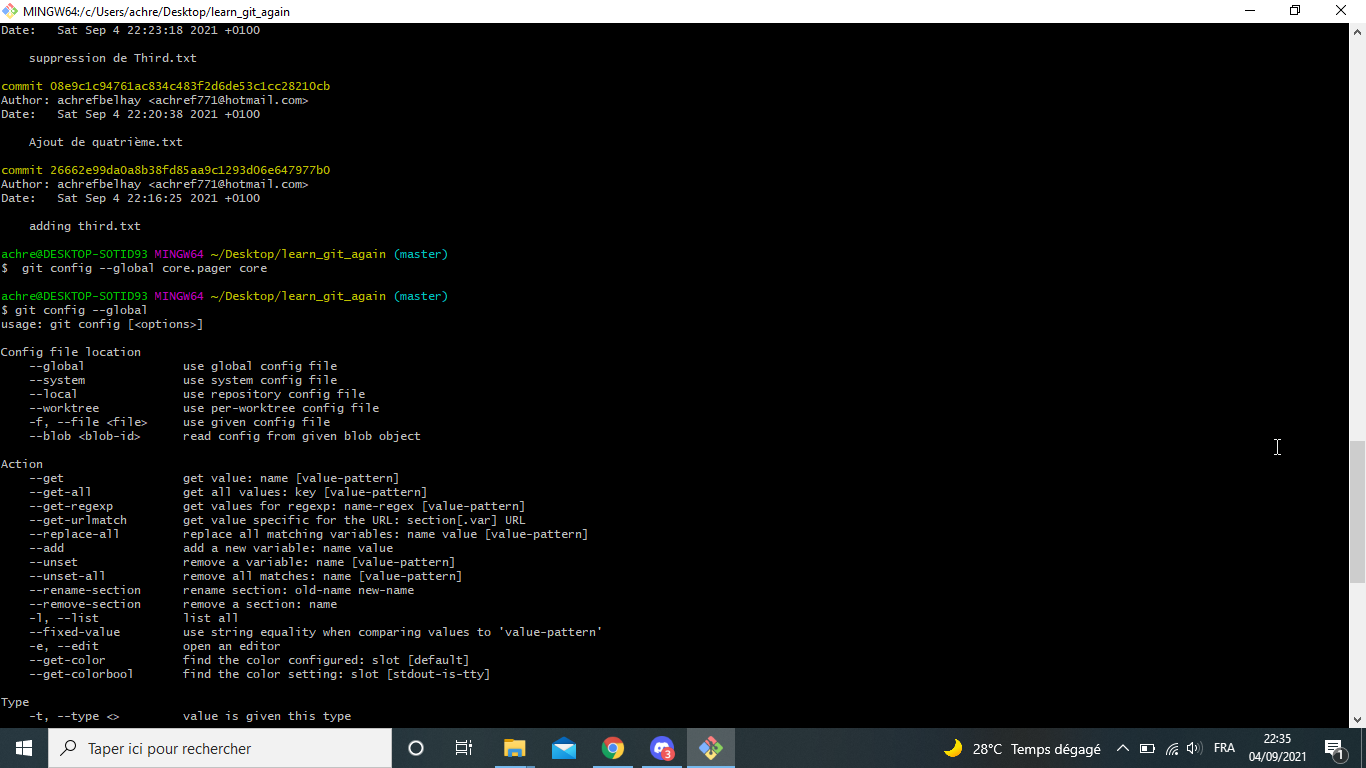 MINGW64:/c/Users/achre/Desktop/learn_git_again
Date:   Sat Sep 4 22:23:18 2021 +0100
suppression de Third.txt
commit 08e9c1c94761ac834c483f2d6de53c1cc28210cb
Author: achrefbelhay <achref771@hotmail.com>
Date:   Sat Sep 4 22:20:38 2021 +0100
Ajout de quatrième.txt
commit 26662e99da0a8b38fd85aa9c1293d06e647977b0
Author: achrefbelhay <achref771@hotmail.com>
Date:   Sat Sep 4 22:16:25 2021 +0100
adding third.txt
achre@DESKTOP-SOTID93 MINGW64 ~/Desktop/learn_git_again (master)
$  git config --global core.pager core
achre@DESKTOP-SOTID93 MINGW64 ~/Desktop/learn_git_again (master)
$ git config --global
usage: git config [<options>]
Config file location
--global              use global config file
--system              use system config file
--local               use repository config file
--worktree            use per-worktree config file
-f, --file <file>     use given config file
--blob <blob-id>      read config from given blob object
Action
--get                 get value: name [value-pattern]
--get-all             get all values: key [value-pattern]
--get-regexp          get values for regexp: name-regex [value-pattern]
--get-urlmatch        get value specific for the URL: section[.var] URL
--replace-all         replace all matching variables: name value [value-pattern]
--add                 add a new variable: name value
--unset               remove a variable: name [value-pattern]
--unset-all           remove all matches: name [value-pattern]
--rename-section      rename section: old-name new-name
--remove-section      remove a section: name
-l, --list            list all
--fixed-value         use string equality when comparing values to 'value-pattern'
-e, --edit            open an editor
--get-color           find the color configured: slot [default]
--get-colorbool       find the color setting: slot [stdout-is-tty]
Type
-t, --type <>         value is given this type
Taper ici pour rechercher
3
28°C Temps dégagé
FRA
22:35
04/09/2021
1